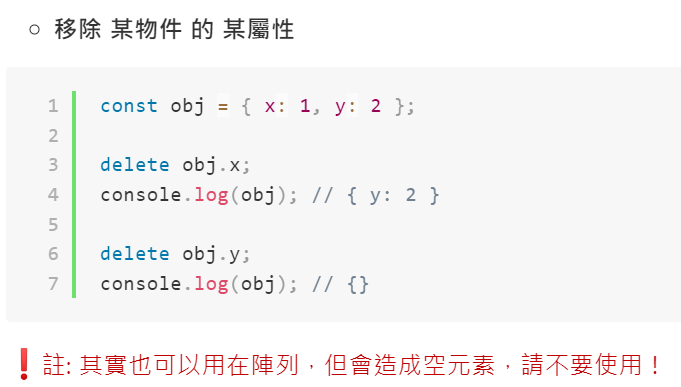 移除 某物件 的 某屬性
1 const obj = { x: 1, y: 2 };
2
3 delete obj.x;
4 console.log(obj); // { y: 2 }
5
6 delete obj.y;
7 console.log(obj); // {}
❗註: 其實也可以用在陣列，但會造成空元素，請不要使用！